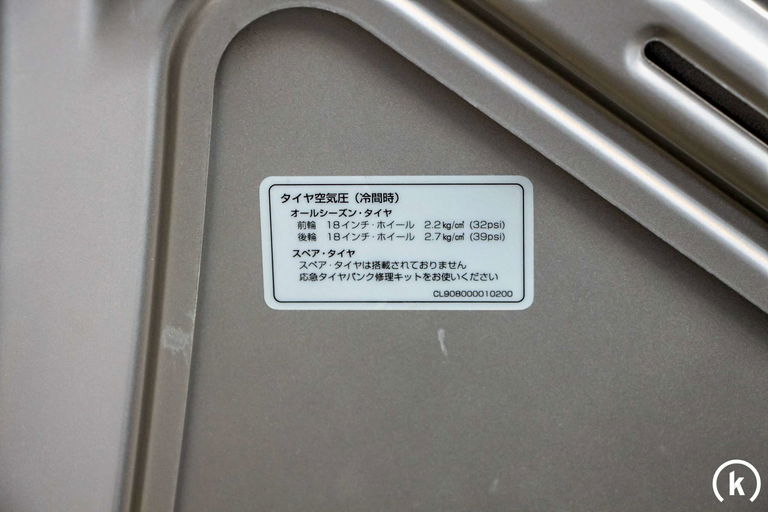 タイヤ空気圧（冷間時）
オールシーズン・タイヤ
前輪 18インチ・ホイール 2.2㎏/㎠ (32psi)
後輪 18インチ・ホイール 2.7㎏/㎠ (39psi)
スペア・タイヤ
スペア・タイヤは搭載されておりません
応急タイヤパンク修理キットをお使いください
CL908000010200
k